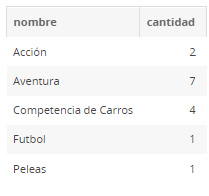 nombre cantidad
Acción 2
Aventura 7
Competencia de Carros 4
Futbol 1
Peleas 1